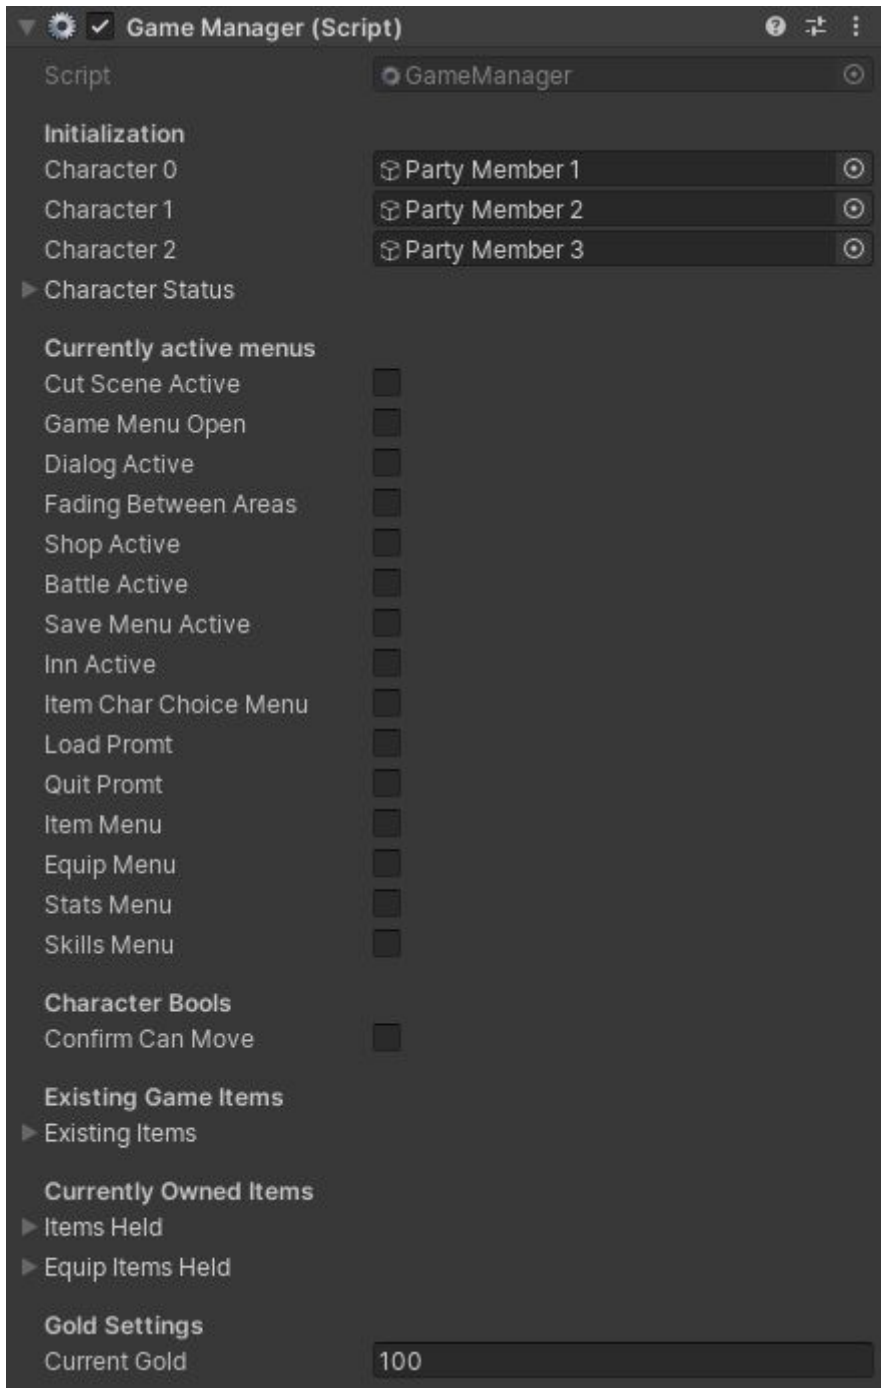 Game Manager (Script)
Script GameManager
Initialization
Character 0 Party Member 1
Character 1 Party Member 2
Character 2 Party Member 3
Character Status
Currently active menus
Cut Scene Active
Game Menu Open
Dialog Active
Fading Between Areas
Shop Active
Battle Active
Save Menu Active
Inn Active
Item Char Choice Menu
Load Promt
Quit Promt
Item Menu
Equip Menu
Stats Menu
Skills Menu
Character Bools
Confirm Can Move
Existing Game Items
Existing Items
Currently Owned Items
Items Held
Equip Items Held
Gold Settings
Current Gold 100